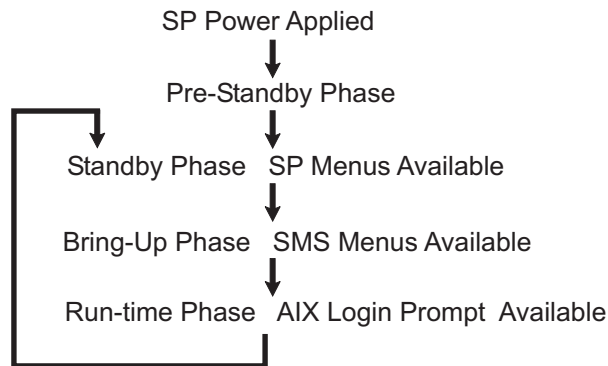 SP Power Applied
Pre-Standby Phase
Standby Phase SP Menus Available
Bring-Up Phase SMS Menus Available
Run-time Phase AIX Login Prompt Available